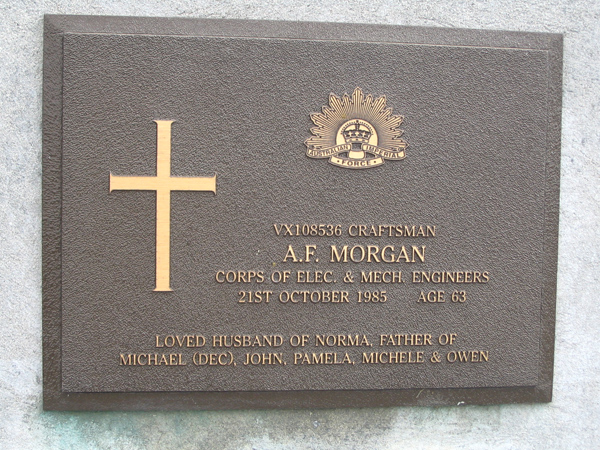 AUSTRALIAN IMPERIAL
FORCE
VX108536 CRAFTSMAN
A.F. MORGAN
CORPS OF ELEC. & MECH. ENGINEERS
21ST OCTOBER 1985 AGE 63
LOVED HUSBAND OF NORMA, FATHER OF
MICHAEL (DEC), JOHN, PAMELA, MICHELE & OWEN